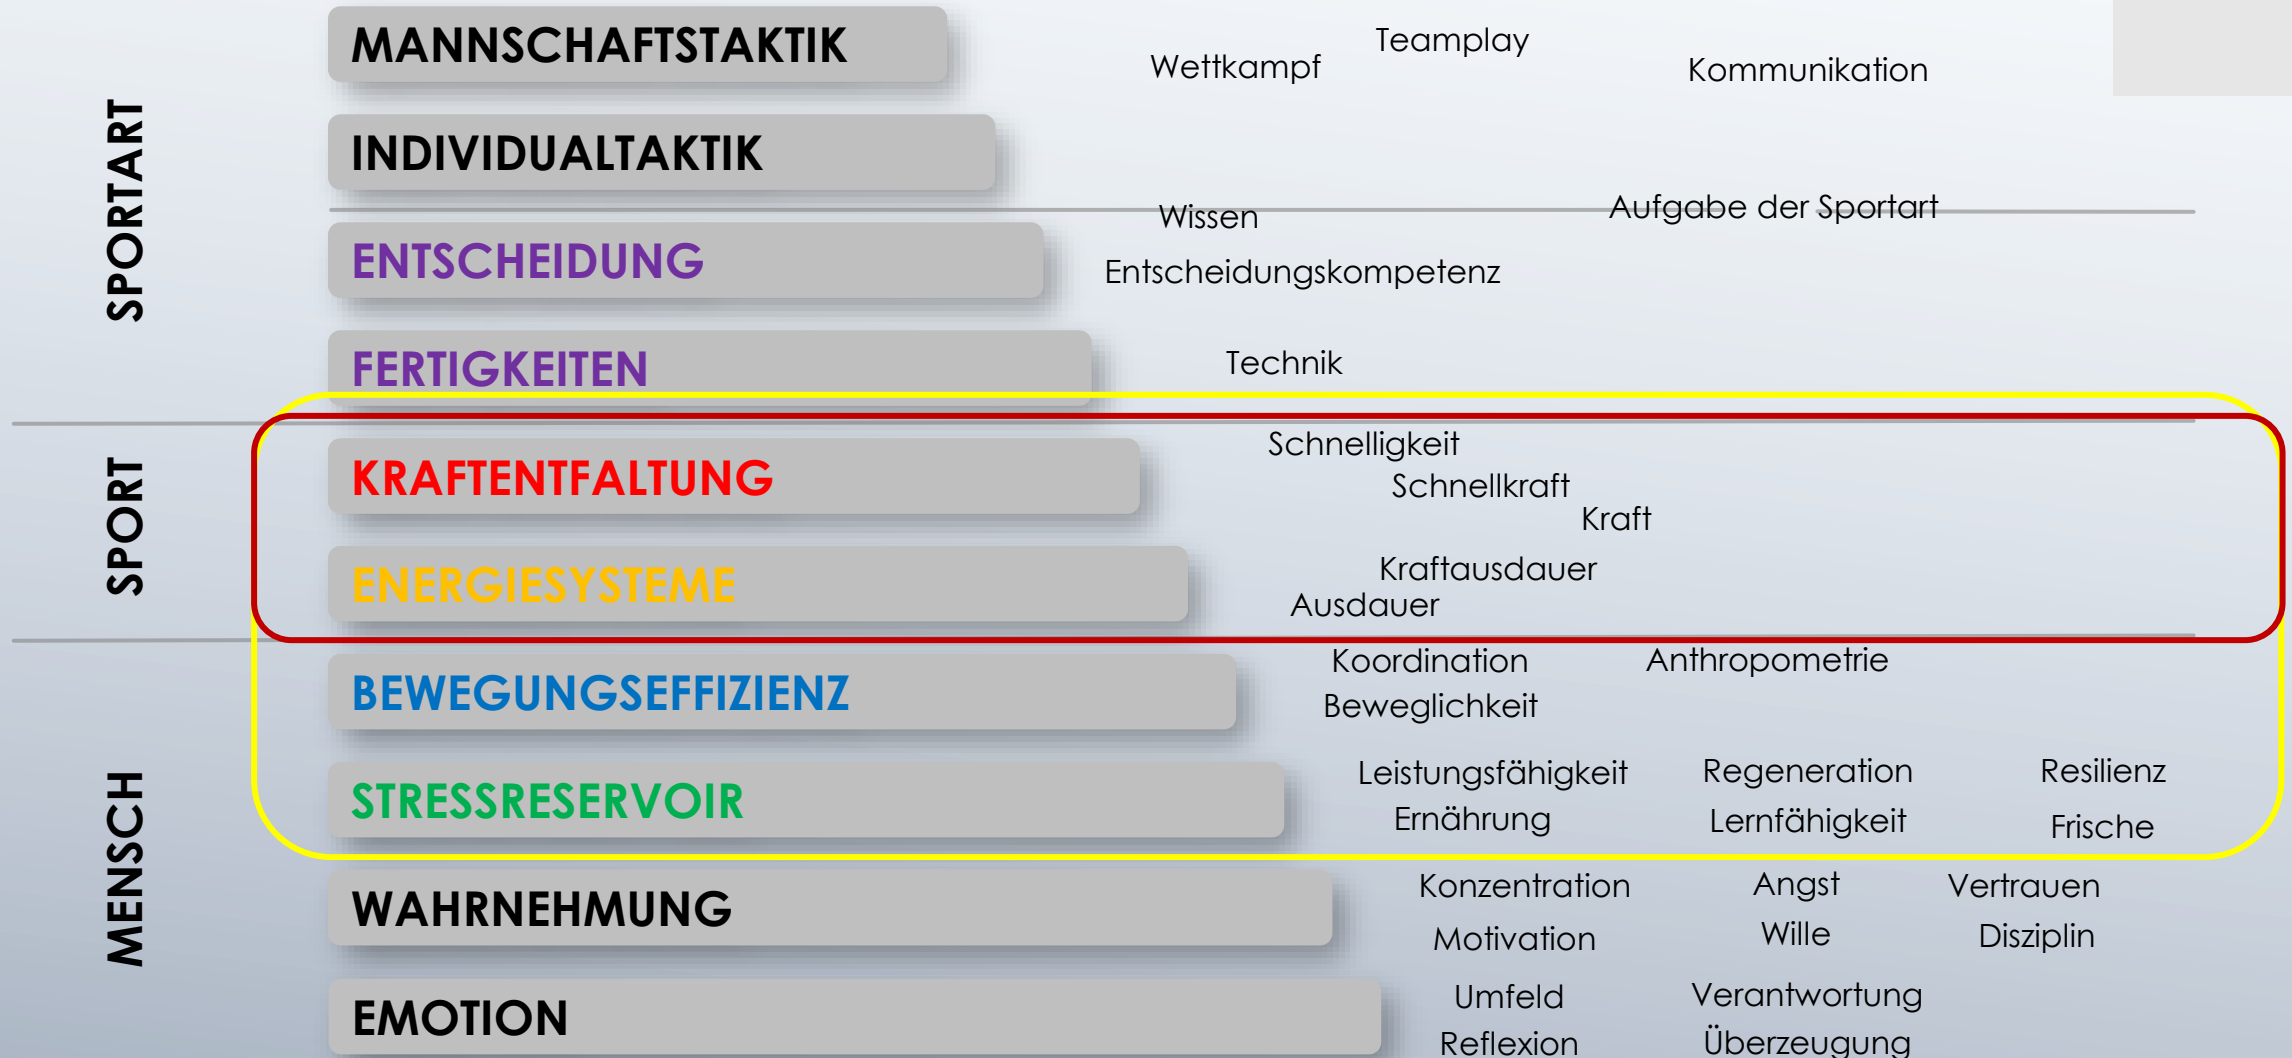 SPORTART
MANNSCHAFTSTAKTIK
Wettkampf
Teamplay
Kommunikation
INDIVIDUALTAKTIK
Wissen
Aufgabe der Sportart
ENTSCHEIDUNG
Entscheidungskompetenz
FERTIGKEITEN
Technik
SPORT
KRAFTENTFALTUNG
Schnelligkeit
Schnellkraft
Kraft
ENERGIESYSTEME
Kraftausdauer
Ausdauer
MENSCH
BEWEGUNGSEFFIZIENZ
Koordination
Anthropometrie
Beweglichkeit
STRESSRESERVOIR
Leistungsfähigkeit
Regeneration
Resilienz
Ernährung
Lernfähigkeit
Frische
WAHRNEHMUNG
Konzentration
Angst
Vertrauen
Motivation
Wille
Disziplin
EMOTION
Umfeld
Verantwortung
Reflexion
Überzeugung